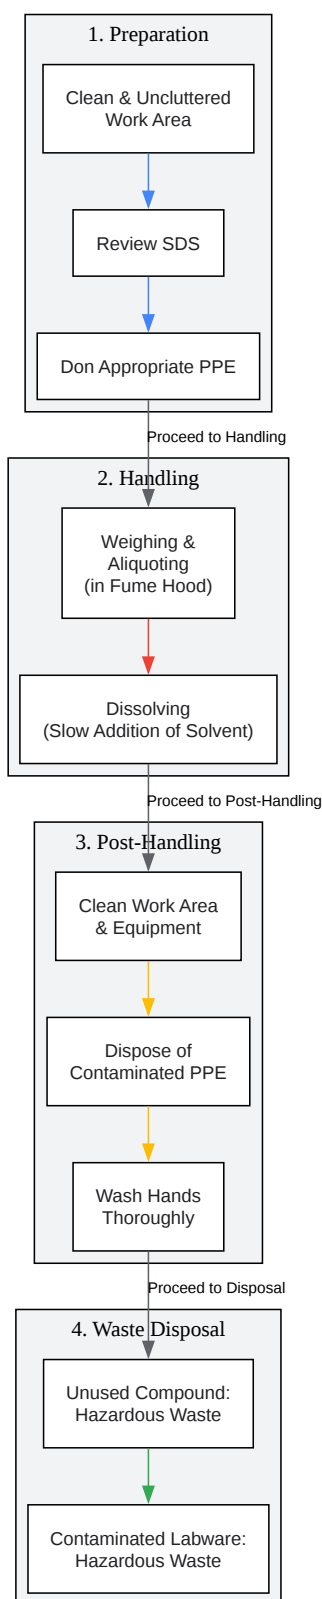 1. Preparation
Clean & Uncluttered
Work Area
Review SDS
Don Appropriate PPE
Proceed to Handling
2. Handling
Weighing &
Aliquoting
(in Fume Hood)
Dissolving
(Slow Addition of Solvent)
Proceed to Post-Handling
3. Post-Handling
Clean Work Area
& Equipment
Dispose of
Contaminated PPE
Wash Hands
Thoroughly
Proceed to Disposal
4. Waste Disposal
Unused Compound:
Hazardous Waste
Contaminated Labware:
Hazardous Waste